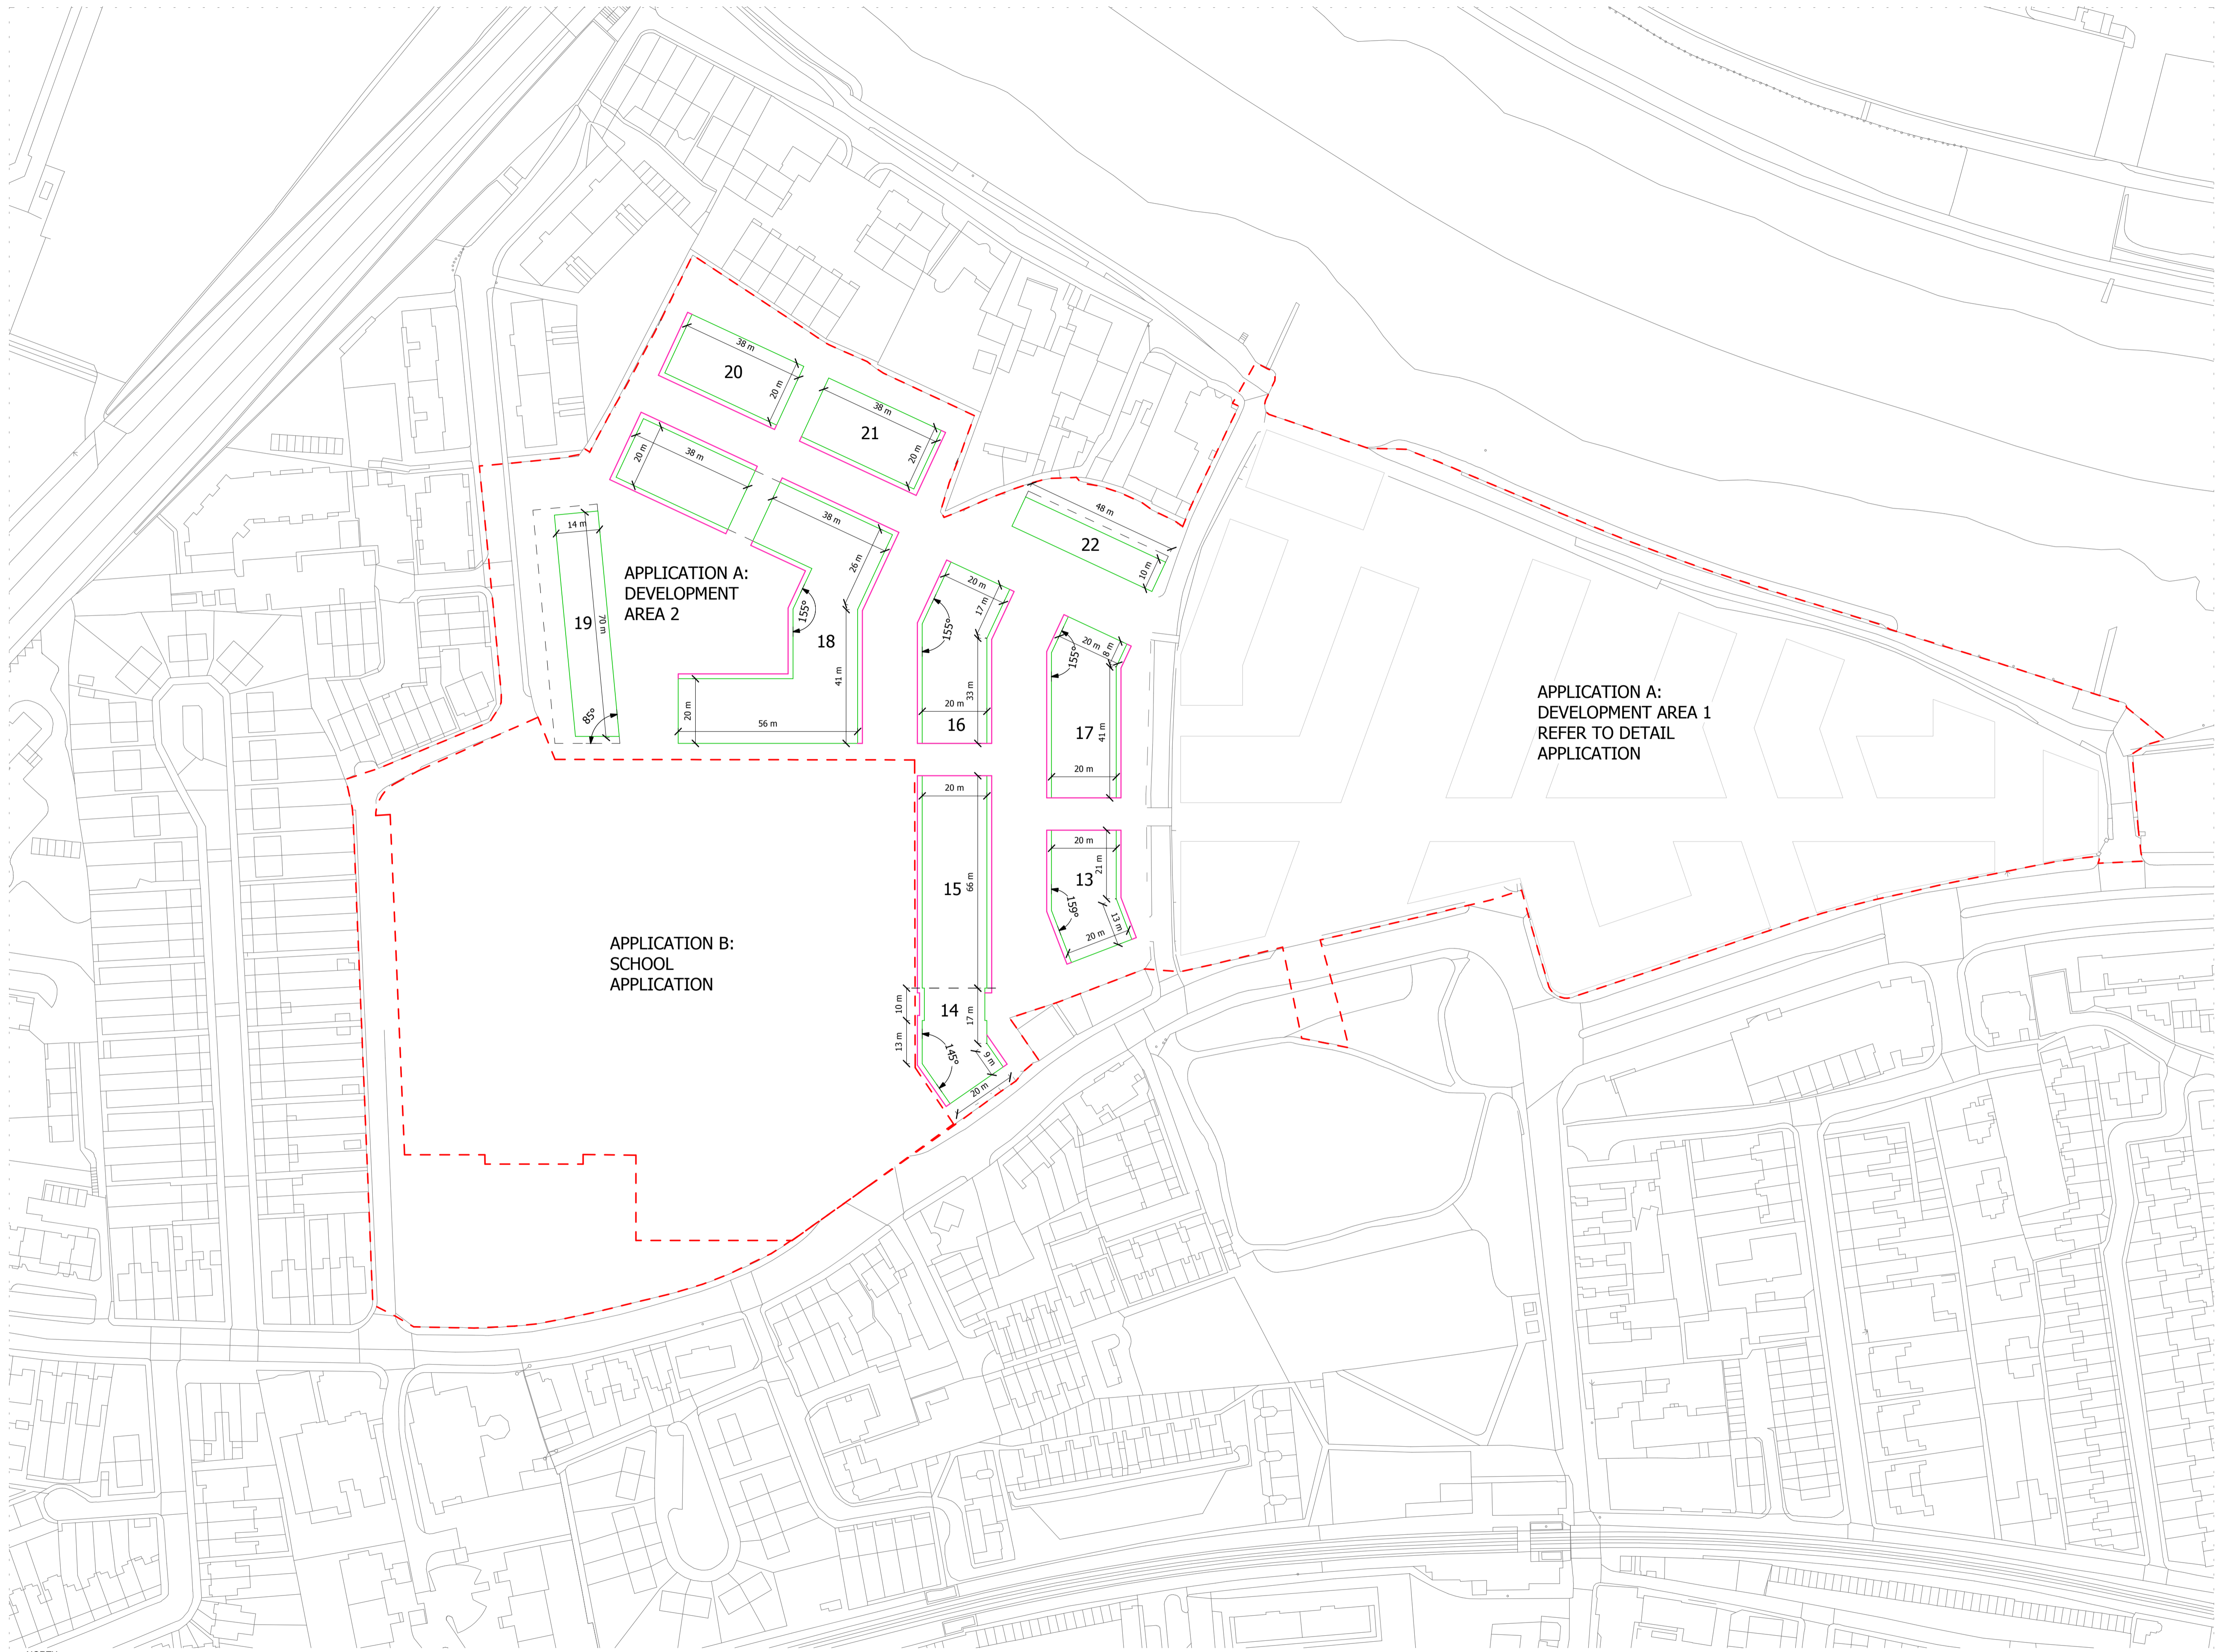 38 m
20
20 m
38 m
21
20 m
20 m
38 m
38 m
26 m
48 m
22
10 m
14 m
19
70 m
85°
APPLICATION A:
DEVELOPMENT
AREA 2
155°
18
41 m
20 m
56 m
20 m
17 m
155°
33 m
20 m
16
20 m
8 m
155°
17
41 m
20 m
APPLICATION A:
DEVELOPMENT AREA 1
REFER TO DETAIL
APPLICATION
20 m
15
66 m
20 m
21 m
13
159°
13 m
20 m
APPLICATION B:
SCHOOL
APPLICATION
10 m
14
17 m
13 m
145°
9 m
20 m